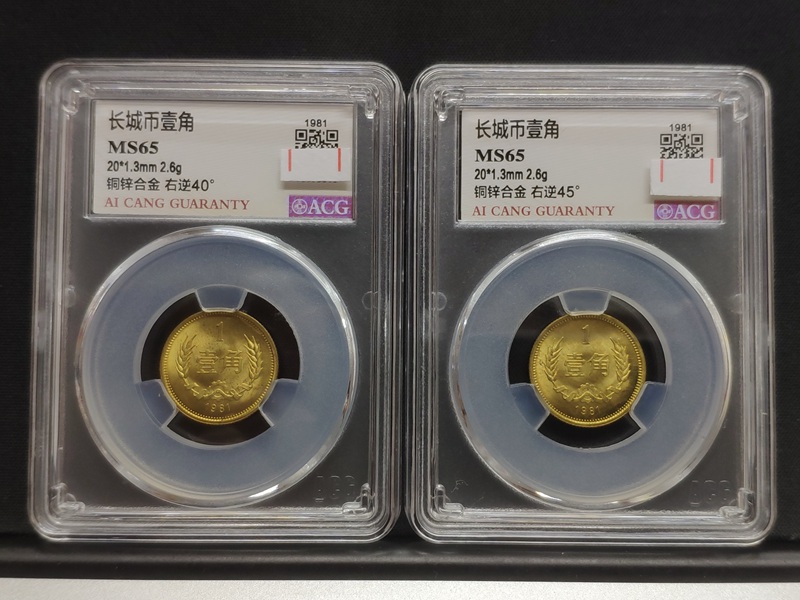 长城币壹角
1981
MS65
20*1.3mm 2.6g
铜锌合金 右逆40°
AI CANG GUARANTY
ACG
1
壹角
1981
长城币壹角
1981
MS65
20*1.3mm 2.6g
铜锌合金 右逆45°
AI CANG GUARANTY
ACG
1
壹角
1981